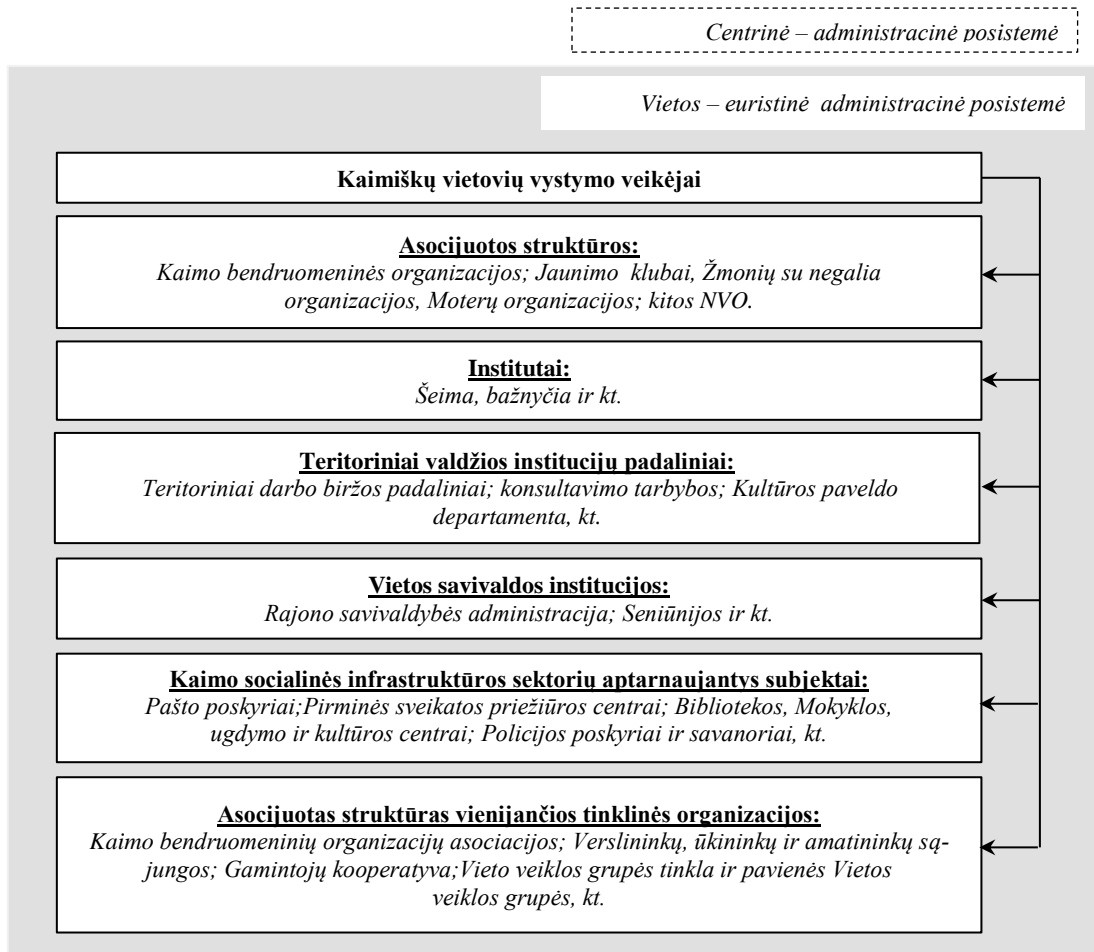 Centrinė – administracinė posistemė
Vietos – euristinė administracinė posistemė
Kaimiškų vietovių vystymo veikėjai
Asocijuotos struktūros:
Kaimo bendruomeninės organizacijos; Jaunimo klubai, Žmonių su negalia
organizacijos, Moterų organizacijos; kitos NVO.
Institutai:
Šeima, bažnyčia ir kt.
Teritoriniai valdžios institucijų padaliniai:
Teritoriniai darbo biržos padaliniai; konsultavimo tarbybos; Kultūros paveldo
departamenta, kt.
Vietos savivaldos institucijos:
Rajono savivaldybės administracija; Seniūnijos ir kt.
Kaimo socialinės infrastruktūros sektorių aptarnaujantys subjektai:
Pašto poskyriai;Pirminės sveikatos priežiūros centrai; Bibliotekos, Mokyklos,
ugdymo ir kultūros centrai; Policijos poskyriai ir savanoriai, kt.
Asocijuotas struktūras vienijančios tinklinės organizacijos:
Kaimo bendruomeninių organizacijų asociacijos; Verslininkų, ūkininkų ir amatininkų są-
jungos; Gamintojų kooperatyva;Vieto veiklos grupės tinkla ir pavienės Vietos
veiklos grupės, kt.